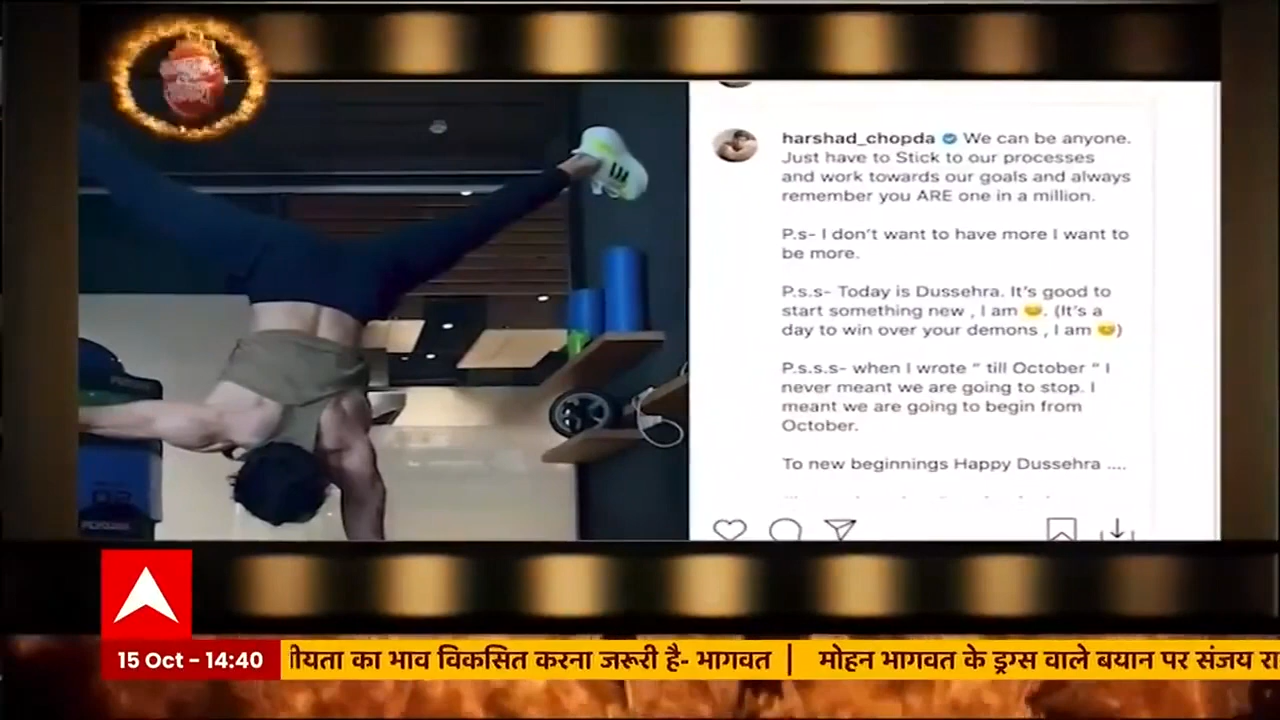 harshad_chopda We can be anyone.
Just have to Stick to our processes
and work towards our goals and always
remember you ARE one in a million.
P.s- I don't want to have more I want to
be more.
P.s.s- Today is Dussehra. It's good to
start something new , I am 😄. (It's a
day to win over your demons , I am 😄)
P.s.s.s- when I wrote “ till October “ I
never meant we are going to stop. I
meant we are going to begin from
October.
To new beginnings Happy Dussehra ....
02
15 Oct - 14:40
ीयता का भाव विकसित करना जरूरी है- भागवत | मोहन भागवत के ड्रग्स वाले बयान पर संजय रा